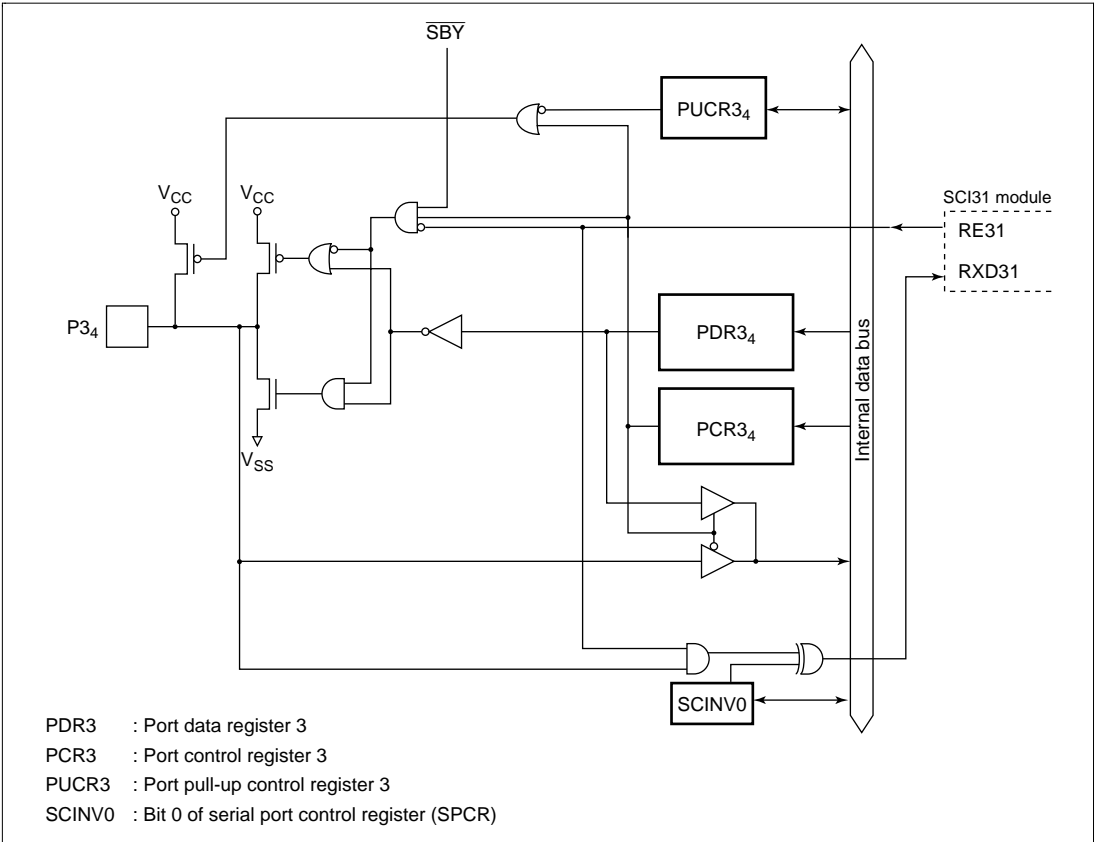 SBY
PUCR3₄
V_CC V_CC
SCI31 module
RE31
RXD31
P3₄
PDR3₄
PCR3₄
Internal data bus
V_SS
SCINV0
PDR3 : Port data register 3
PCR3 : Port control register 3
PUCR3 : Port pull-up control register 3
SCINV0 : Bit 0 of serial port control register (SPCR)